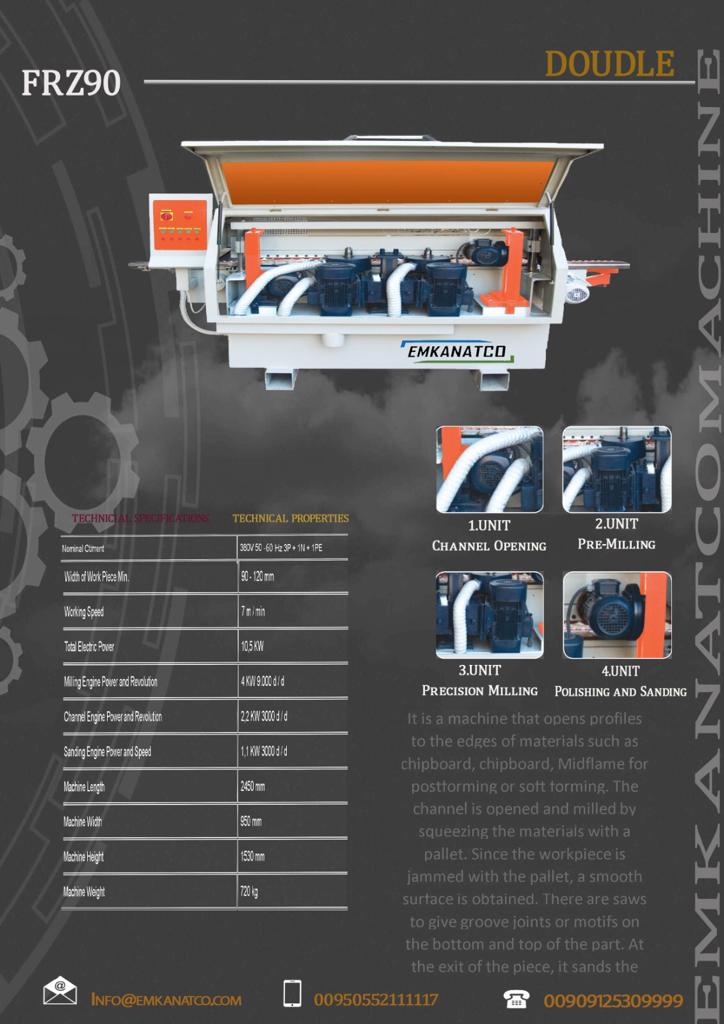 DOUDLE
FRZ90
EMKANATCO
EMKANATCOMACHINE
1.UNIT
CHANNEL OPENING
2.UNIT
PRE-MILLING
3.UNIT
PRECISION MILLING
4.UNIT
POLISHING AND SANDING
TECHNICIAL SPECIFICATIONS TECHNICAL PROPERTIES
Nominal Current 380V 50 -60 Hz 3P + 1N + 1PE
Width of Work Piece Min. 90 - 120 mm
Working Speed 7 m / min
Total Electric Power 10,5 KW
Milling Engine Power and Revolution 4 KW 9.000 d / d
Channel Engine Power and Revolution 2,2 KW 3000 d / d
Sanding Engine Power and Speed 1,1 KW 3000 d / d
Machine Length 2450 mm
Machine Width 950 mm
Machine Height 1530 mm
Machine Weight 720 kg
It is a machine that opens profiles
to the edges of materials such as
chipboard, chipboard, Midflame for
postforming or soft forming. The
channel is opened and milled by
squeezing the materials with a
pallet. Since the workpiece is
jammed with the pallet, a smooth
surface is obtained. There are saws
to give groove joints or motifs on
the bottom and top of the part. At
the exit of the piece, it sands the
INFO@EMKANATCO.COM
00950552111117
00909125309999